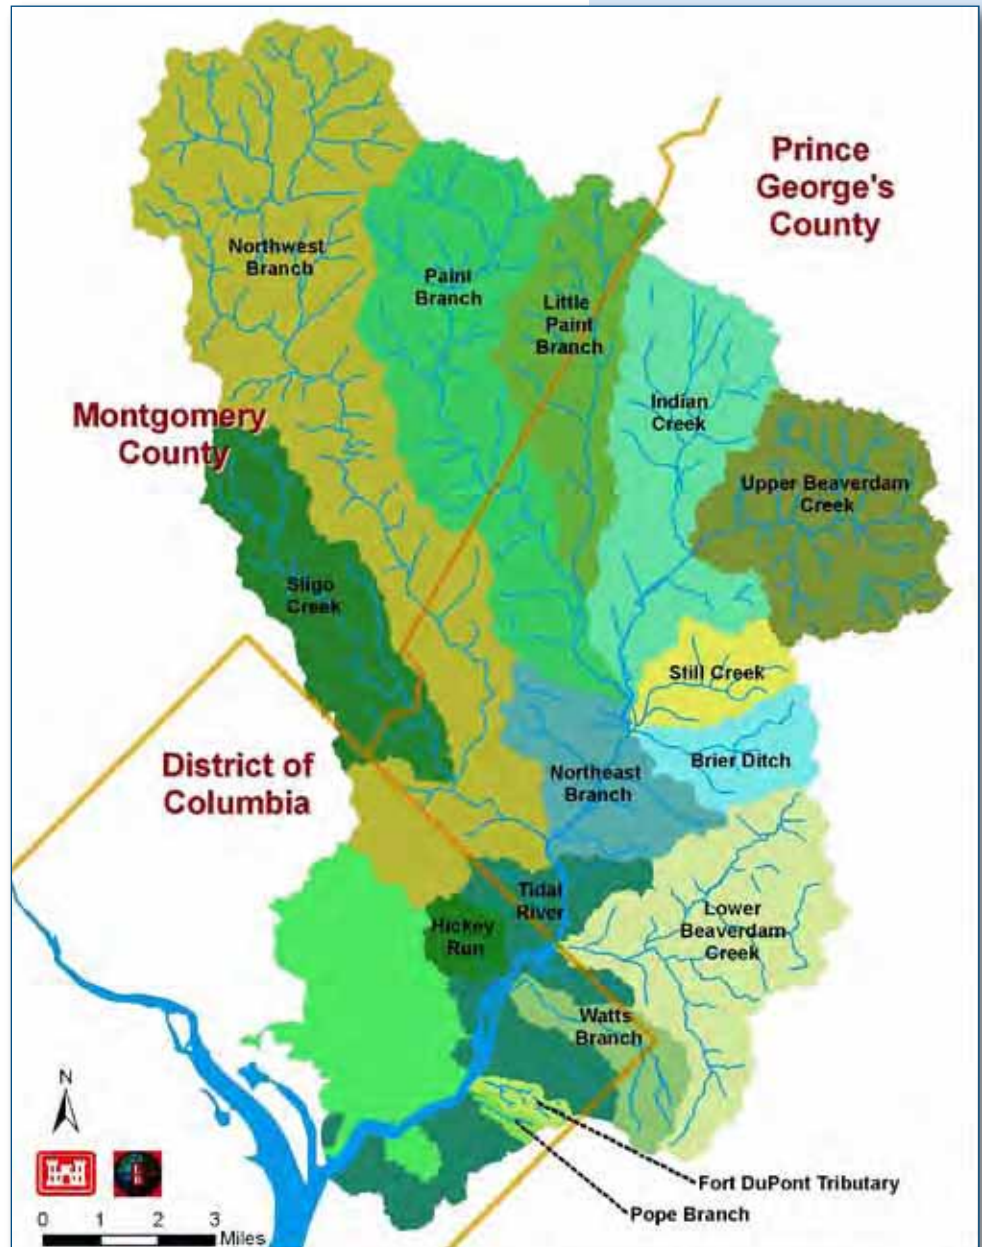 Prince
George's
County
Northwest
Branch
Paint
Branch
Little
Paint
Branch
Indian
Creek
Montgomery
County
Upper Beaverdam
Creek
Sligo
Creek
Still Creek
District of
Columbia
Brier Ditch
Northeast
Branch
Tidal
River
Hickey
Run
Lower
Beaverdam
Creek
Watts
Branch
N
Fort DuPont Tributary
Pope Branch
0 1 2 3
Miles